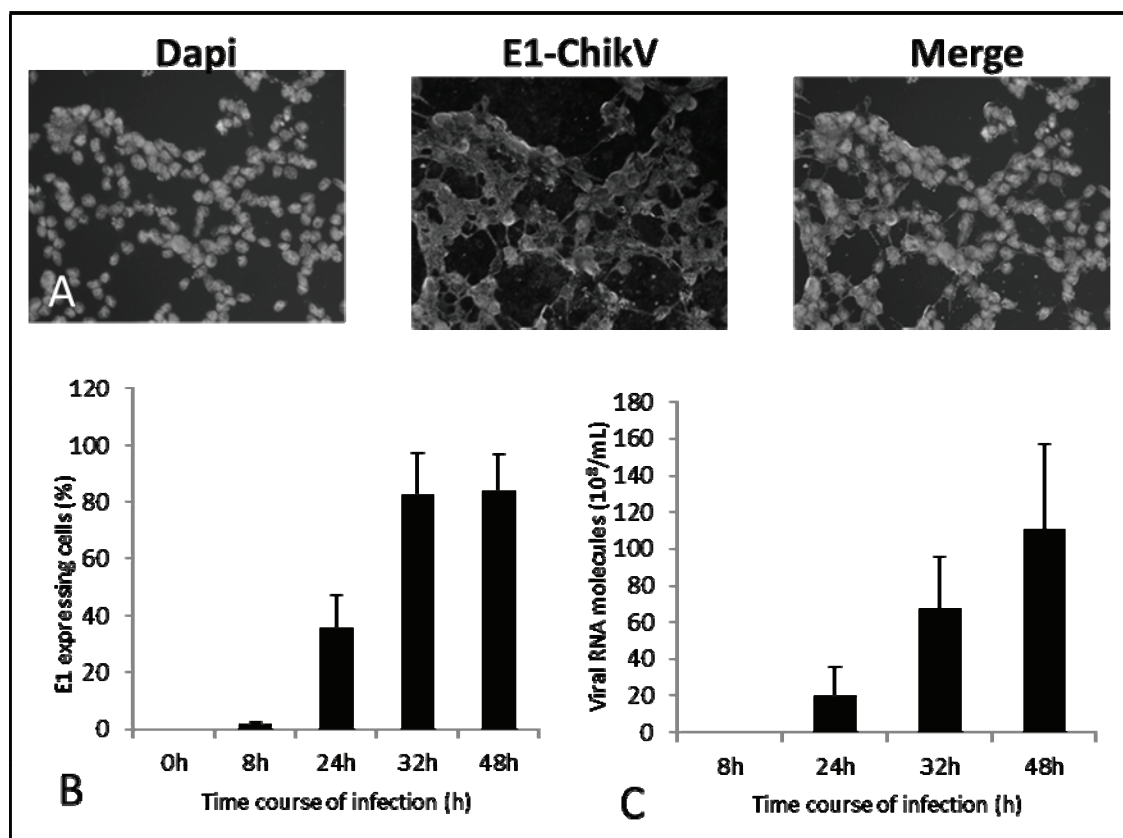 Dapi
E1-ChikV
Merge
A
120
100
80
60
40
20
0
E1 expressing cells (%)
0h 8h 24h 32h 48h
Time course of infection (h)
B
180
160
140
120
100
80
60
40
20
0
Viral RNA molecules (10⁸/mL)
8h 24h 32h 48h
Time course of infection (h)
C